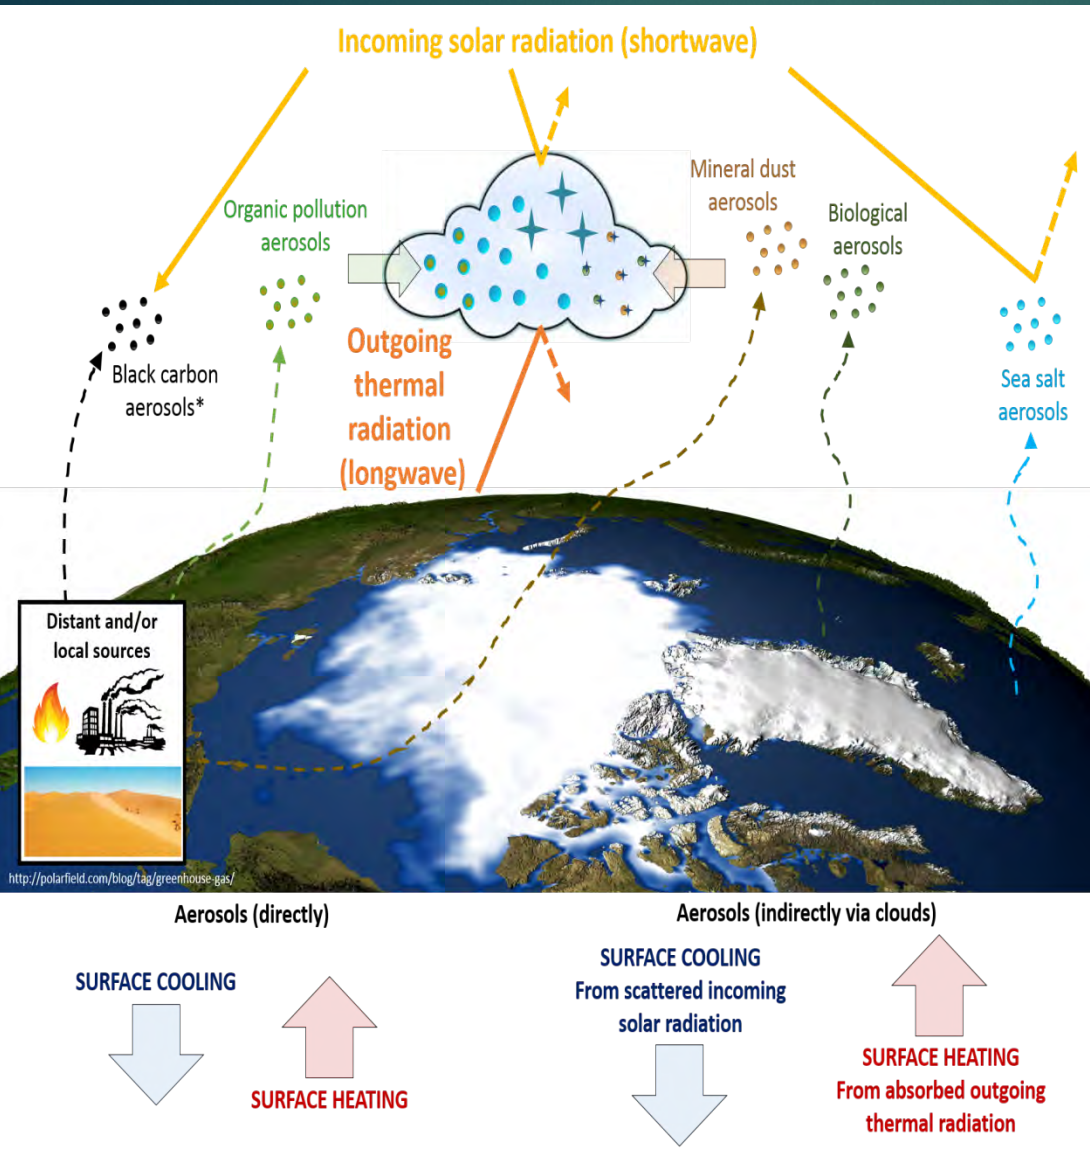 Incoming solar radiation (shortwave)
Mineral dust
aerosols
Organic pollution
aerosols
Biological
aerosols
Outgoing
thermal
radiation
(longwave)
Black carbon
aerosols*
Sea salt
aerosols
Distant and/or
local sources
http://polarfield.com/blog/tag/greenhouse-gas/
Aerosols (directly)
SURFACE COOLING
SURFACE HEATING
Aerosols (indirectly via clouds)
SURFACE COOLING
From scattered incoming
solar radiation
SURFACE HEATING
From absorbed outgoing
thermal radiation